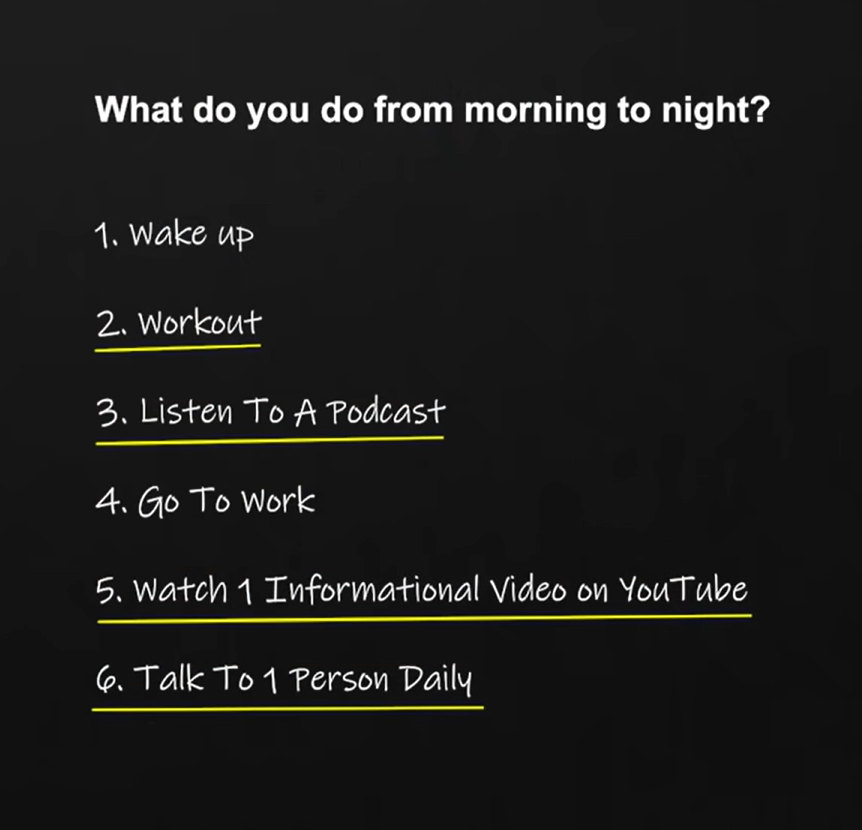 What do you do from morning to night?
1. Wake up
2. Workout
3. Listen To A Podcast
4. Go To Work
5. Watch 1 Informational Video on YouTube
6. Talk To 1 Person Daily